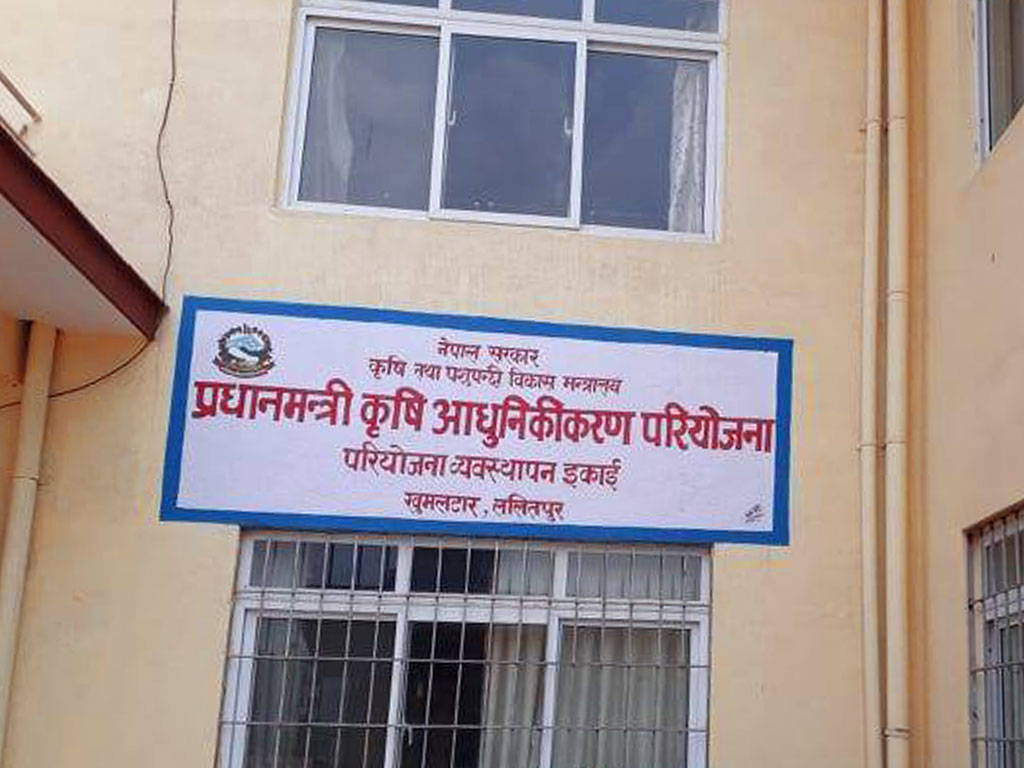 नेपाल सरकार
कृषि तथा पशुपन्छी विकास मन्त्रालय
प्रधानमन्त्री कृषि आधुनिकीकरण परियोजना
परियोजना व्यवस्थापन इकाई
खुमलटार, ललितपुर